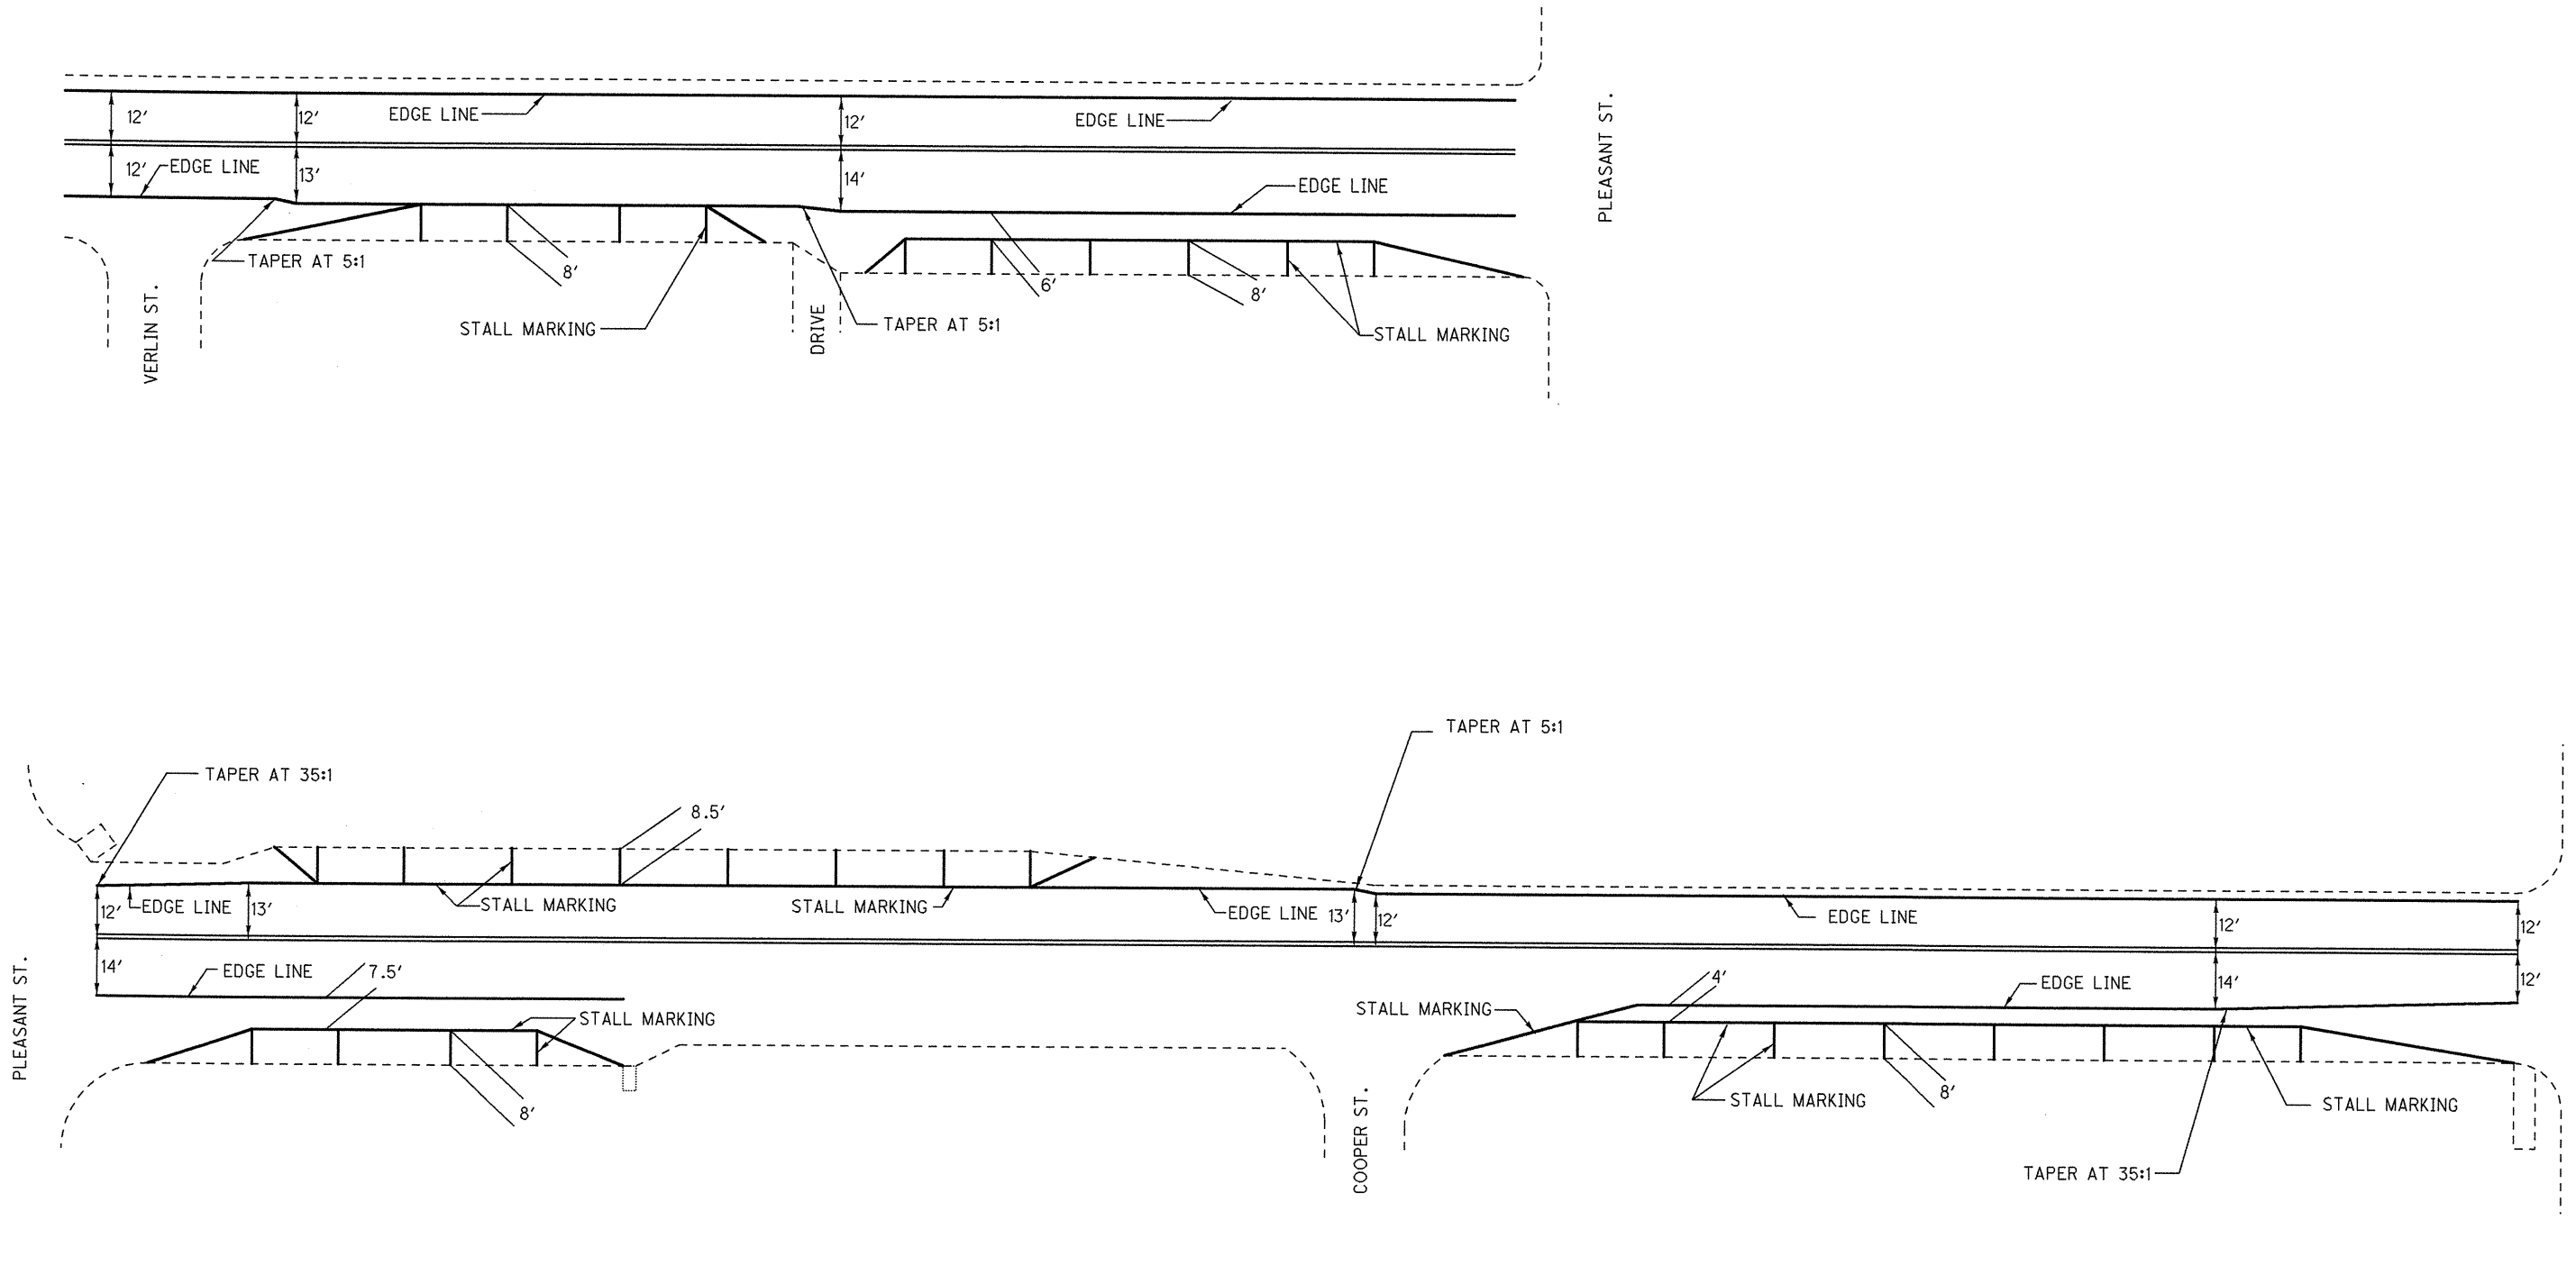 12'
12'
EDGE LINE
12'
EDGE LINE
PLEASANT ST.
12'
EDGE LINE
13'
14'
EDGE LINE
TAPER AT 5:1
8'
6'
8'
VERLIN ST.
STALL MARKING
DRIVE
TAPER AT 5:1
STALL MARKING
TAPER AT 5:1
TAPER AT 35:1
8.5'
12'
EDGE LINE
13'
STALL MARKING
STALL MARKING
EDGE LINE
13'
12'
EDGE LINE
12'
12'
PLEASANT ST.
14'
EDGE LINE
7.5'
4'
EDGE LINE
14'
12'
STALL MARKING
STALL MARKING
8'
COOPER ST.
STALL MARKING
8'
STALL MARKING
TAPER AT 35:1